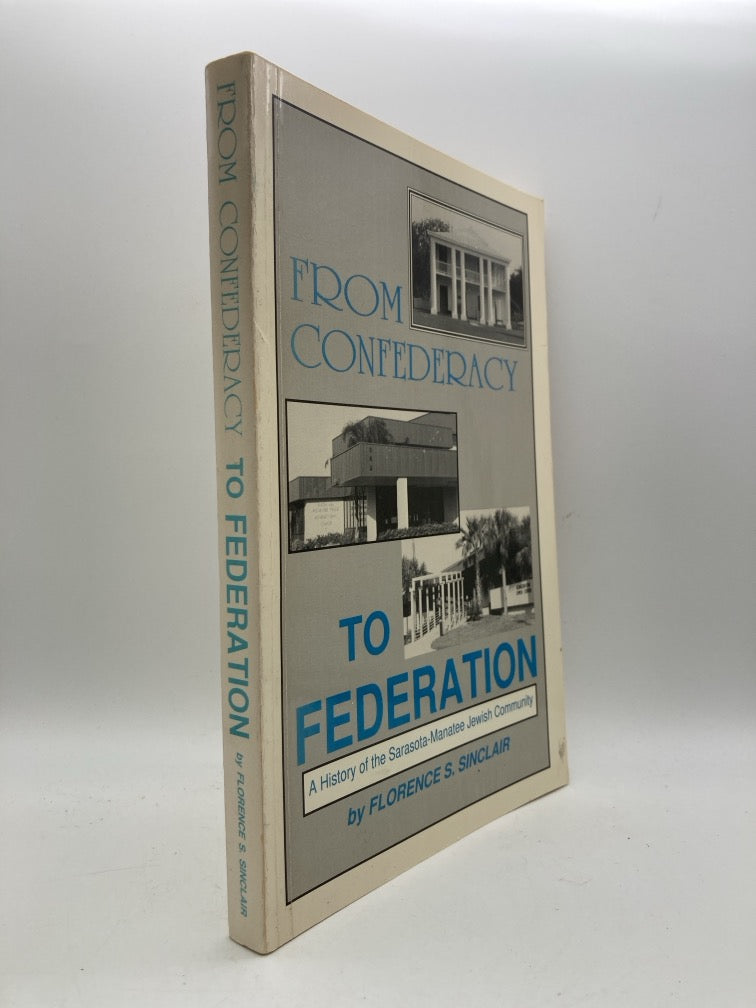 FROM CONFEDERACY TO FEDERATION by FLORENCE S. SINCLAIR
FROM
CONFEDERACY
TO
FEDERATION
A History of the Sarasota-Manatee Jewish Community
by FLORENCE S. SINCLAIR